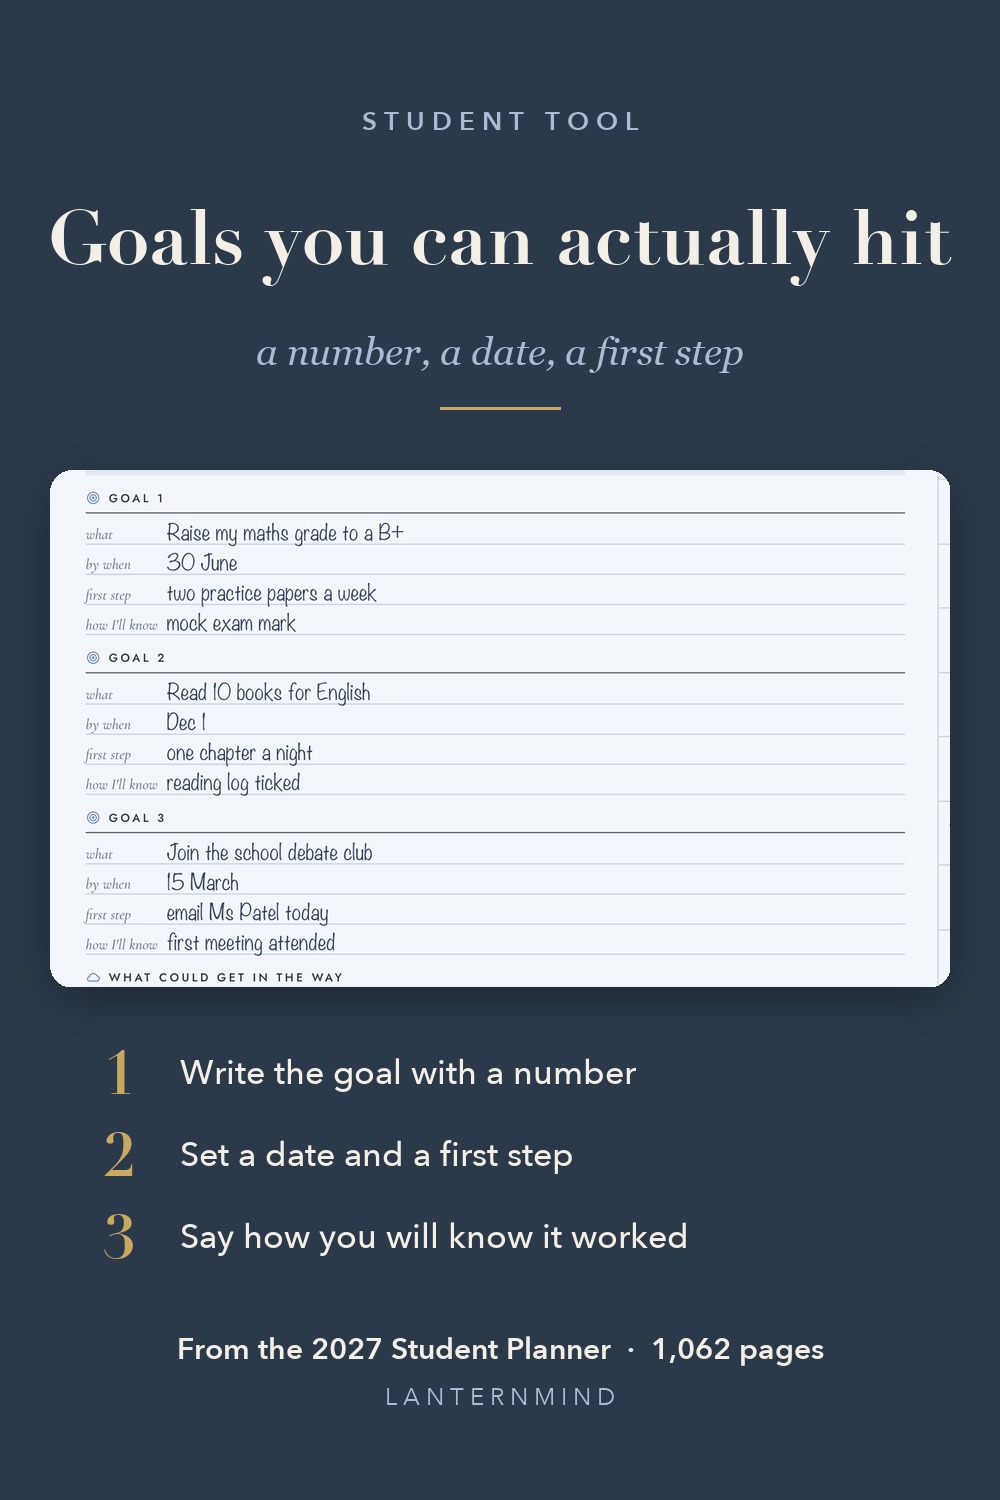 STUDENT TOOL
Goals you can actually hit
a number, a date, a first step
GOAL 1
what Raise my maths grade to a B+
by when 30 June
first step two practice papers a week
how I'll know mock exam mark
GOAL 2
what Read 10 books for English
by when Dec 1
first step one chapter a night
how I'll know reading log ticked
GOAL 3
what Join the school debate club
by when 15 March
first step email Ms Patel today
how I'll know first meeting attended
WHAT COULD GET IN THE WAY
1 Write the goal with a number
2 Set a date and a first step
3 Say how you will know it worked
From the 2027 Student Planner · 1,062 pages
LANTERNMIND